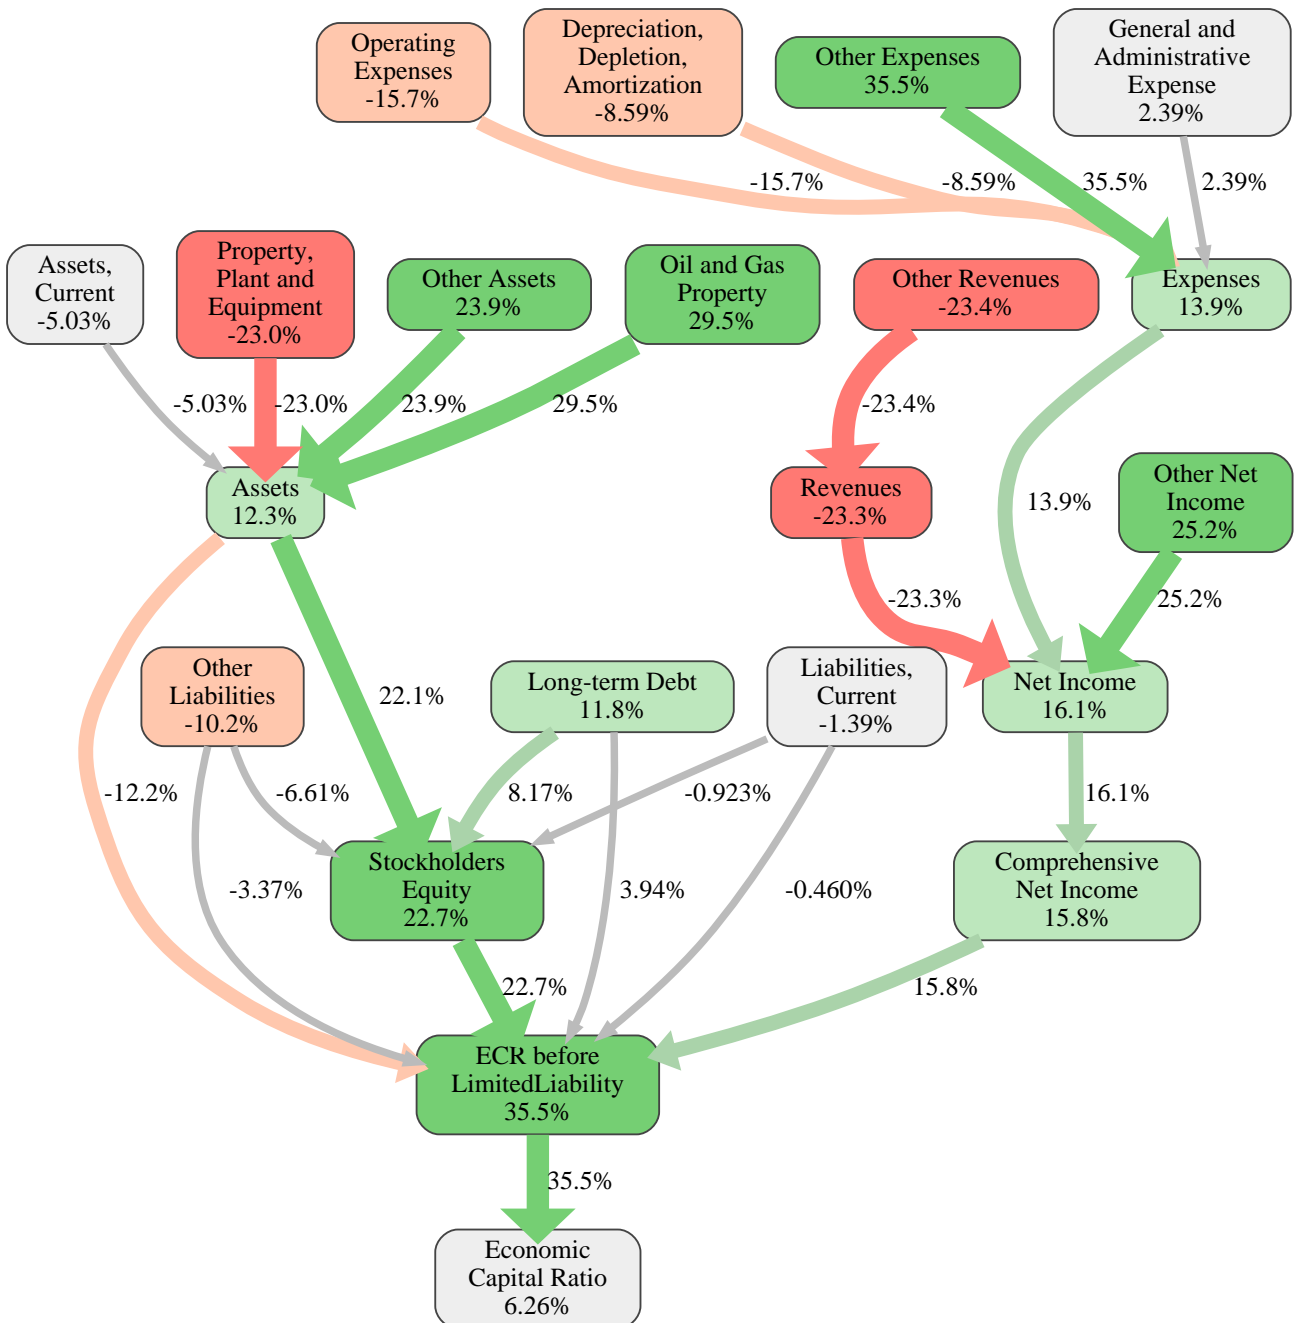 Operating
Expenses
-15.7%
Depreciation,
Depletion,
Amortization
-8.59%
Other Expenses
35.5%
General and
Administrative
Expense
2.39%
-15.7%
-8.59%
35.5%
2.39%
Assets,
Current
-5.03%
Property,
Plant and
Equipment
-23.0%
Other Assets
23.9%
Oil and Gas
Property
29.5%
Other Revenues
-23.4%
Expenses
13.9%
-5.03%
-23.0%
23.9%
29.5%
-23.4%
Assets
12.3%
Revenues
-23.3%
13.9%
Other Net
Income
25.2%
-23.3%
25.2%
Other
Liabilities
-10.2%
22.1%
Long-term Debt
11.8%
Liabilities,
Current
-1.39%
Net Income
16.1%
-12.2%
-6.61%
8.17%
-0.923%
16.1%
Stockholders
Equity
22.7%
-3.37%
3.94%
-0.460%
Comprehensive
Net Income
15.8%
22.7%
15.8%
ECR before
LimitedLiability
35.5%
35.5%
Economic
Capital Ratio
6.26%